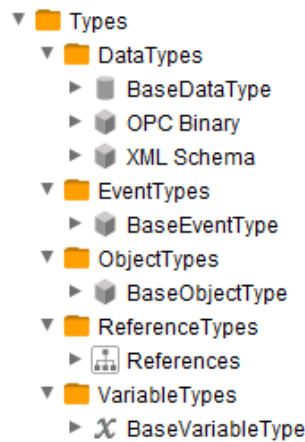 Types
DataTypes
BaseDataType
OPC Binary
XML Schema
EventTypes
BaseEventType
ObjectTypes
BaseObjectType
ReferenceTypes
References
VariableTypes
BaseVariableType